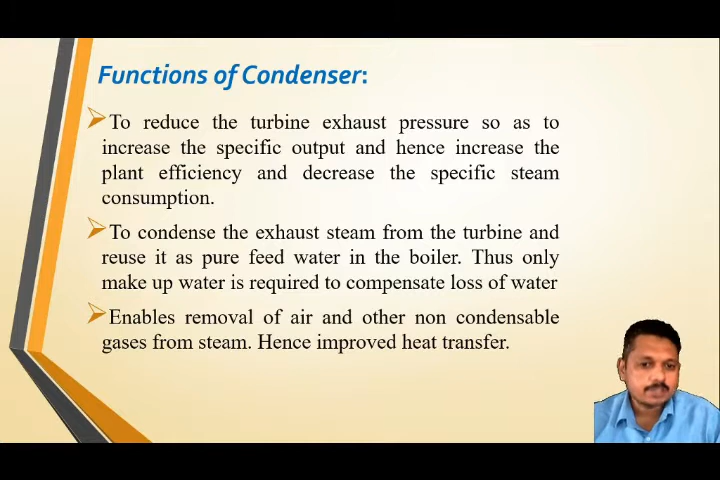 Functions of Condenser:
To reduce the turbine exhaust pressure so as to
increase the specific output and hence increase the
plant efficiency and decrease the specific steam
consumption.
To condense the exhaust steam from the turbine and
reuse it as pure feed water in the boiler. Thus only
make up water is required to compensate loss of water
Enables removal of air and other non condensable
gases from steam. Hence improved heat transfer.